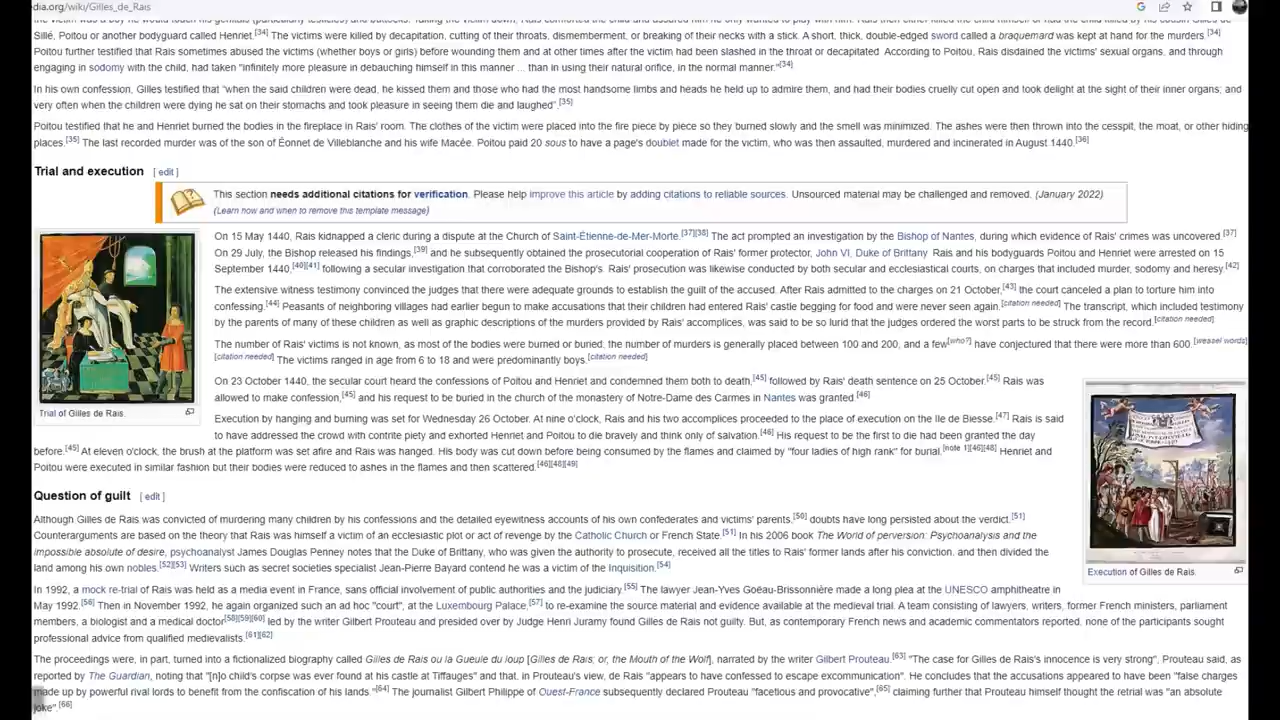 edia.org/wiki/Gilles_de_Rais
Sillé, Poitou or another bodyguard called Henriet.[34] The victims were killed by decapitation, cutting of their throats, dismemberment, or breaking of their necks with a stick. A short, thick, double-edged sword called a braquemard was kept at hand for the murders.[34]
Poitou further testified that Rais sometimes abused the victims (whether boys or girls) before wounding them and at other times after the victim had been slashed in the throat or decapitated. According to Poitou, Rais disdained the victims' sexual organs, and through
engaging in sodomy with the child, had taken "infinitely more pleasure in debauching himself in this manner ... than in using their natural orifice, in the normal manner."[34]
In his own confession, Gilles testified that "when the said children were dead, he kissed them and those who had the most handsome limbs and heads he held up to admire them, and had their bodies cruelly cut open and took delight at the sight of their inner organs; and
very often when the children were dying he sat on their stomachs and took pleasure in seeing them die and laughed".[35]
Poitou testified that he and Henriet burned the bodies in the fireplace in Rais' room. The clothes of the victim were placed into the fire piece by piece so they burned slowly and the smell was minimized. The ashes were then thrown into the cesspit, the moat, or other hiding
places.[35] The last recorded murder was of the son of Éonnet de Villeblanche and his wife Macée. Poitou paid 20 sous to have a page's doublet made for the victim, who was then assaulted, murdered and incinerated in August 1440.[36]
Trial and execution [ edit ]
This section needs additional citations for verification. Please help improve this article by adding citations to reliable sources. Unsourced material may be challenged and removed. (January 2022)
(Learn how and when to remove this template message)
On 15 May 1440, Rais kidnapped a cleric during a dispute at the Church of Saint-Étienne-de-Mer-Morte.[37][38] The act prompted an investigation by the Bishop of Nantes, during which evidence of Rais' crimes was uncovered.[37]
On 29 July, the Bishop released his findings,[39] and he subsequently obtained the prosecutorial cooperation of Rais' former protector, John VI, Duke of Brittany. Rais and his bodyguards Poitou and Henriet were arrested on 15
September 1440,[40][41] following a secular investigation that corroborated the Bishop's. Rais' prosecution was likewise conducted by both secular and ecclesiastical courts, on charges that included murder, sodomy and heresy.[42]
The extensive witness testimony convinced the judges that there were adequate grounds to establish the guilt of the accused. After Rais admitted to the charges on 21 October,[43] the court canceled a plan to torture him into
confessing.[44] Peasants of neighboring villages had earlier begun to make accusations that their children had entered Rais' castle begging for food and were never seen again.[citation needed] The transcript, which included testimony
by the parents of many of these children as well as graphic descriptions of the murders provided by Rais' accomplices, was said to be so lurid that the judges ordered the worst parts to be struck from the record.[citation needed]
The number of Rais' victims is not known, as most of the bodies were burned or buried, the number of murders is generally placed between 100 and 200, and a few[who?] have conjectured that there were more than 600.[weasel words]
[citation needed] The victims ranged in age from 6 to 18 and were predominantly boys.[citation needed]
On 23 October 1440, the secular court heard the confessions of Poitou and Henriet and condemned them both to death,[45] followed by Rais' death sentence on 25 October.[45] Rais was
allowed to make confession,[45] and his request to be buried in the church of the monastery of Notre-Dame des Carmes in Nantes was granted.[46]
Trial of Gilles de Rais.
Execution by hanging and burning was set for Wednesday 26 October. At nine o'clock, Rais and his two accomplices proceeded to the place of execution on the Ile de Biesse.[47] Rais is said
to have addressed the crowd with contrite piety and exhorted Henriet and Poitou to die bravely and think only of salvation.[46] His request to be the first to die had been granted the day
before.[45] At eleven o'clock, the brush at the platform was set afire and Rais was hanged. His body was cut down before being consumed by the flames and claimed by "four ladies of high rank" for burial.[note 1][46][48] Henriet and
Poitou were executed in similar fashion but their bodies were reduced to ashes in the flames and then scattered.[46][48][49]
Execution of Gilles de Rais.
Question of guilt [ edit ]
Although Gilles de Rais was convicted of murdering many children by his confessions and the detailed eyewitness accounts of his own confederates and victims' parents,[50] doubts have long persisted about the verdict.[51]
Counterarguments are based on the theory that Rais was himself a victim of an ecclesiastic plot or act of revenge by the Catholic Church or French State.[51] In his 2006 book The World of perversion: Psychoanalysis and the
impossible absolute of desire, psychoanalyst James Douglas Penney notes that the Duke of Brittany, who was given the authority to prosecute, received all the titles to Rais' former lands after his conviction, and then divided the
land among his own nobles.[52][53] Writers such as secret societies specialist Jean-Pierre Bayard contend he was a victim of the Inquisition.[54]
In 1992, a mock re-trial of Rais was held as a media event in France, sans official involvement of public authorities and the judiciary.[55] The lawyer Jean-Yves Goëau-Brissonnière made a long plea at the UNESCO amphitheatre in
May 1992.[56] Then in November 1992, he again organized such an ad hoc "court", at the Luxembourg Palace,[57] to re-examine the source material and evidence available at the medieval trial. A team consisting of lawyers, writers, former French ministers, parliament
members, a biologist and a medical doctor[58][59][60] led by the writer Gilbert Prouteau and presided over by Judge Henri Juramy found Gilles de Rais not guilty. But, as contemporary French news and academic commentators reported, none of the participants sought
professional advice from qualified medievalists.[61][62]
The proceedings were, in part, turned into a fictionalized biography called Gilles de Rais ou la Gueule du loup [Gilles de Rais; or, the Mouth of the Wolf], narrated by the writer Gilbert Prouteau.[63] "The case for Gilles de Rais's innocence is very strong", Prouteau said, as
reported by The Guardian, noting that "[n]o child's corpse was ever found at his castle at Tiffauges" and that, in Prouteau's view, de Rais "appears to have confessed to escape excommunication". He concludes that the accusations appeared to have been "false charges
made up by powerful rival lords to benefit from the confiscation of his lands."[64] The journalist Gilbert Philippe of Ouest-France subsequently declared Prouteau "facetious and provocative",[65] claiming further that Prouteau himself thought the retrial was "an absolute
joke".[66]